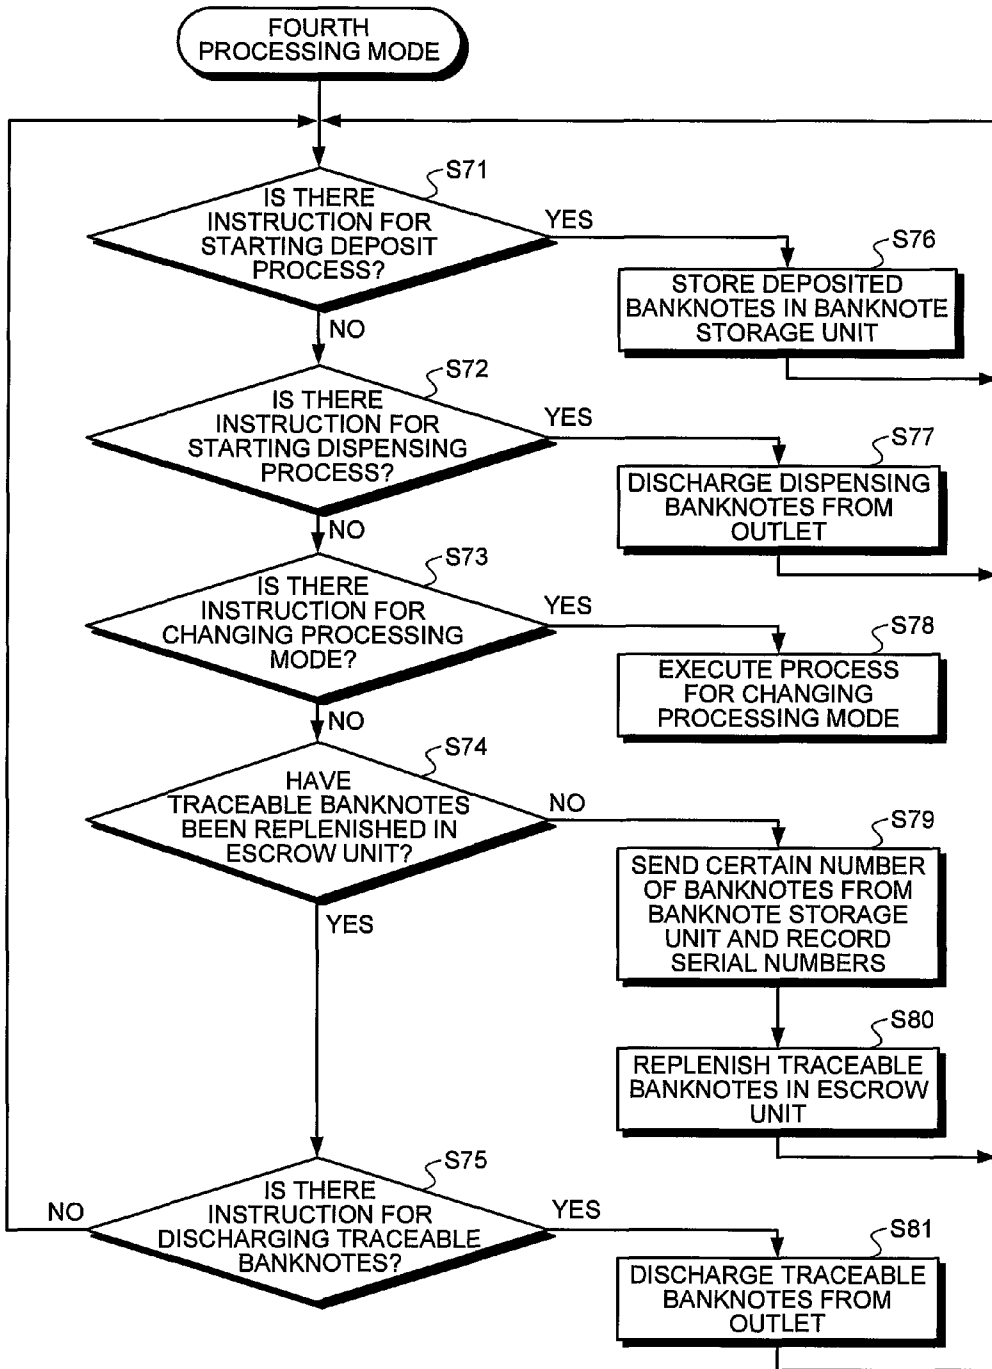 FOURTH
PROCESSING MODE
S71
IS THERE
INSTRUCTION FOR
STARTING DEPOSIT
PROCESS?
YES
NO
S76
STORE DEPOSITED
BANKNOTES IN BANKNOTE
STORAGE UNIT
S72
IS THERE
INSTRUCTION FOR
STARTING DISPENSING
PROCESS?
YES
NO
S77
DISCHARGE DISPENSING
BANKNOTES FROM
OUTLET
S73
IS THERE
INSTRUCTION FOR
CHANGING PROCESSING
MODE?
YES
NO
S78
EXECUTE PROCESS
FOR CHANGING
PROCESSING MODE
S74
HAVE
TRACEABLE BANKNOTES
BEEN REPLENISHED IN
ESCROW UNIT?
NO
YES
S79
SEND CERTAIN NUMBER
OF BANKNOTES FROM
BANKNOTE STORAGE
UNIT AND RECORD
SERIAL NUMBERS
S80
REPLENISH TRACEABLE
BANKNOTES IN ESCROW
UNIT
S75
IS THERE
INSTRUCTION FOR
DISCHARGING TRACEABLE
BANKNOTES?
NO
YES
S81
DISCHARGE TRACEABLE
BANKNOTES FROM
OUTLET